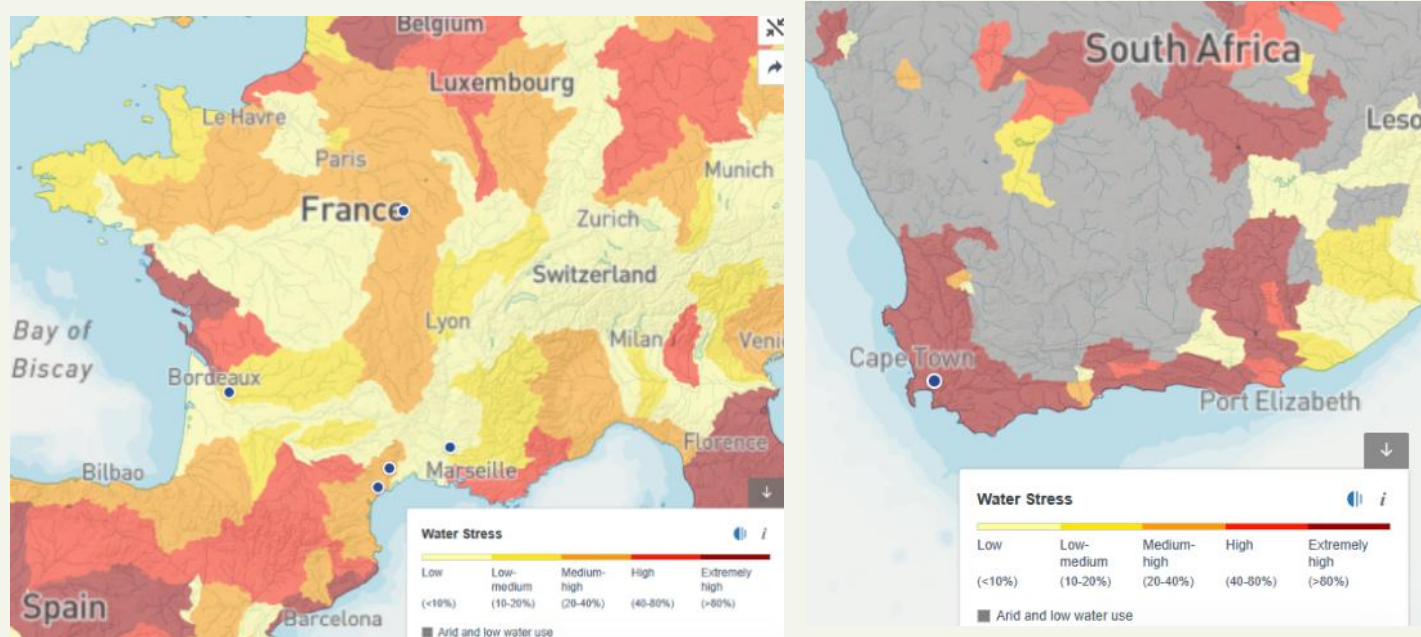 Belgium
Luxembourg
Le Havre
Paris
Munich
France
Zurich
Switzerland
Lyon
Milan
Bay of
Biscay
Bordeaux
Florence
Marseille
Bilbao
Spain
Barcelona
Water Stress
i
Low
Low-
medium
Medium-
high
High
Extremely
high
(<10%)
(10-20%)
(20-40%)
(40-80%)
(>80%)
Arid and low water use
South Africa
Leso
Cape Town
Port Elizabeth
Water Stress
i
Low
Low-
medium
Medium-
high
High
Extremely
high
(<10%)
(10-20%)
(20-40%)
(40-80%)
(>80%)
Arid and low water use